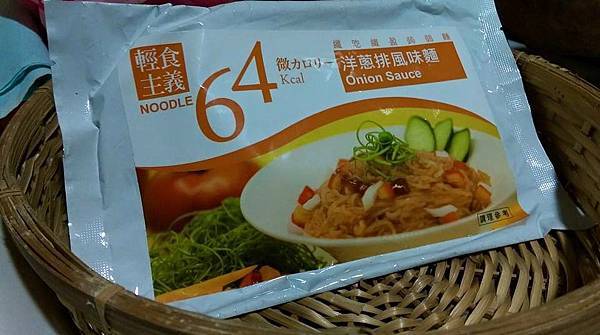 輕食
主義
NOODLE
64
微カロリー
Kcal
洋蔥排風味麵
Onion Sauce
調理參考